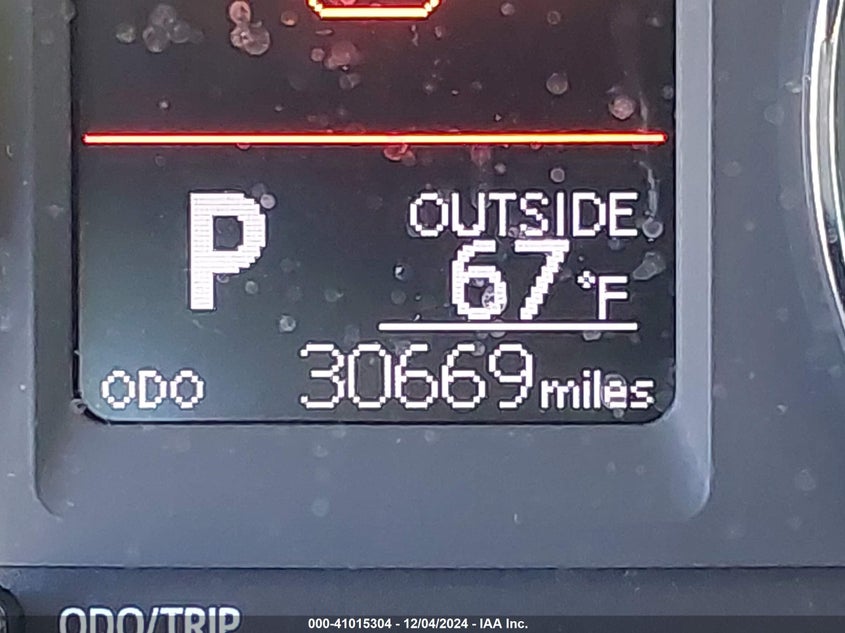 P
OUTSIDE
67°F
ODO 30669 miles
ODO/TRIP
000-41015304 - 12/04/2024 - IAA Inc.